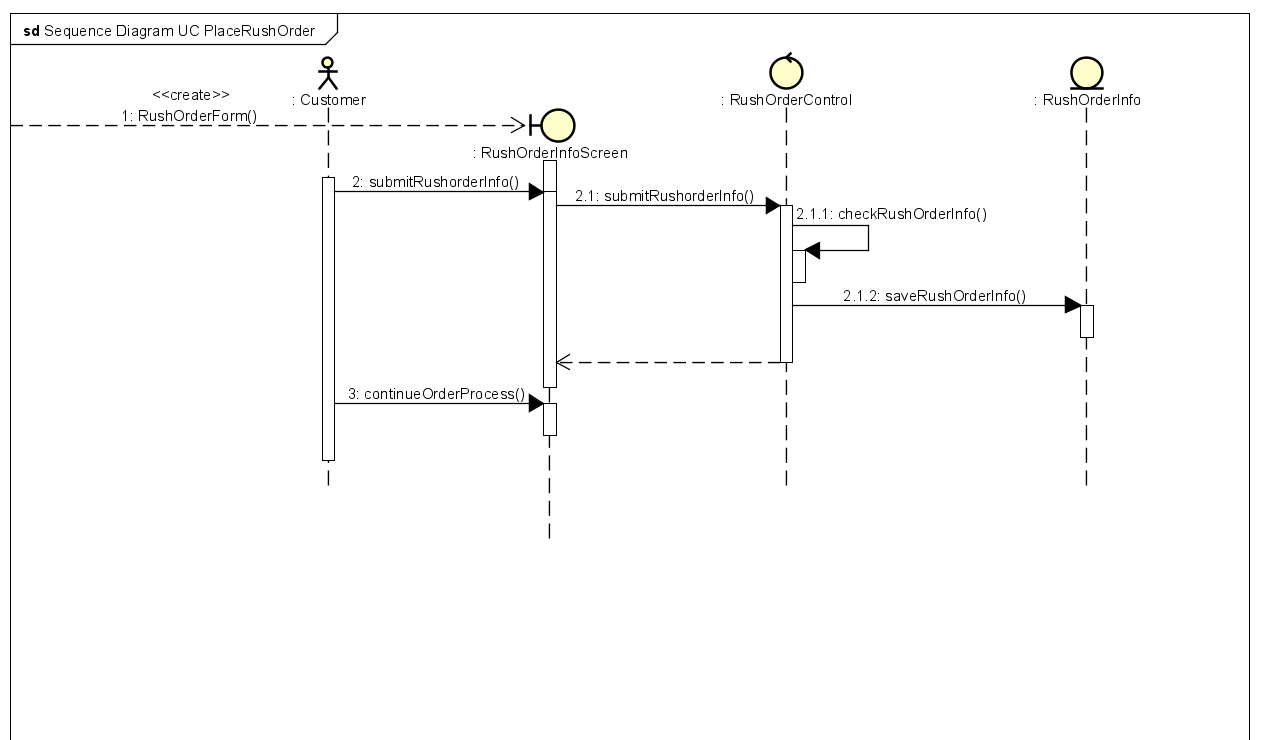 sd Sequence Diagram UC PlaceRushOrder
<<create>>
1: RushOrderForm()
: Customer
: RushOrderControl
: RushOrderInfo
: RushOrderInfoScreen
2: submitRushorderInfo()
2.1: submitRushorderInfo()
2.1.1: checkRushOrderInfo()
2.1.2: saveRushOrderInfo()
3: continueOrderProcess()